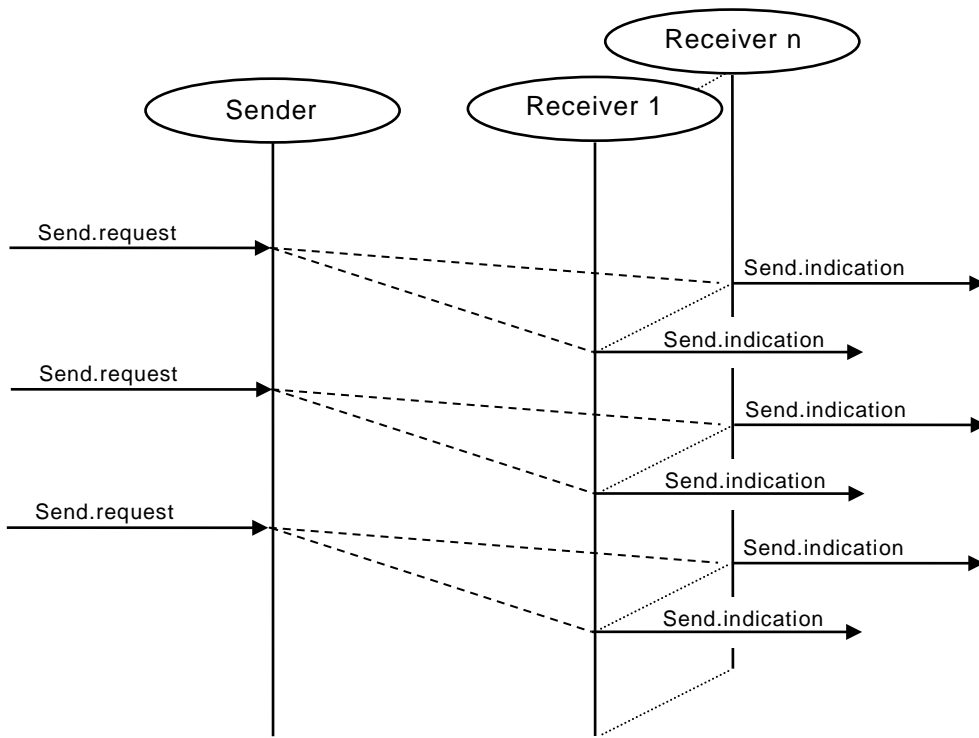 Receiver n
Sender
Receiver 1
Send.request
Send.indication
Send.indication
Send.request
Send.indication
Send.indication
Send.request
Send.indication
Send.indication